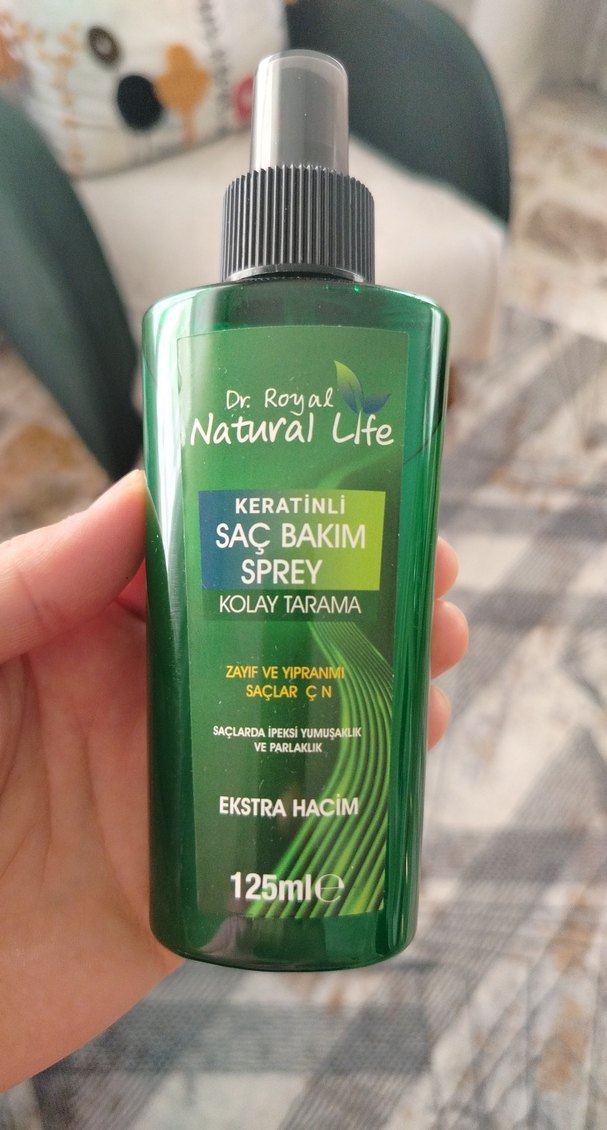 Dr. Royal
Natural Life
KERATİNLİ
SAÇ BAKIM
SPREY
KOLAY TARAMA
ZAYIF VE YIPRANMI
SAÇLAR Ç N
SAÇLARDA İPEKSİ YUMUŞAKLIK
VE PARLAKLIK
EKSTRA HACİM
125ml℮